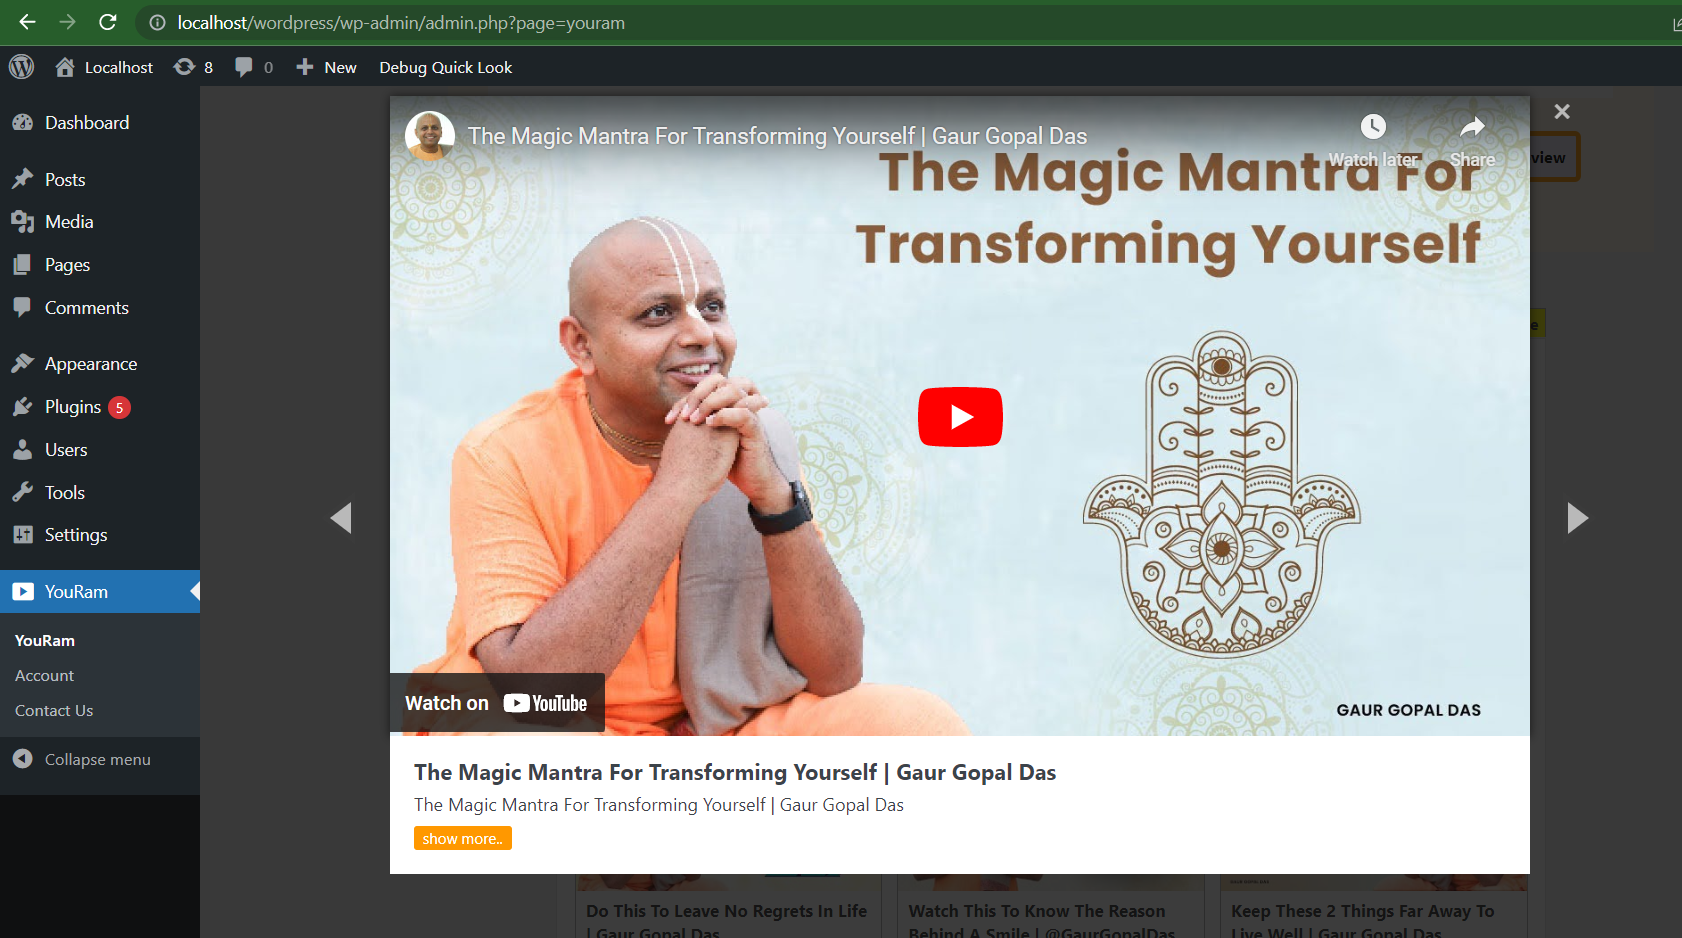 localhost/wordpress/wp-admin/admin.php?page=youram
Localhost
8
0
New
Debug Quick Look
Dashboard
Posts
Media
Pages
Comments
Appearance
Plugins 5
Users
Tools
Settings
YouRam
YouRam
Account
Contact Us
Collapse menu
The Magic Mantra For Transforming Yourself | Gaur Gopal Das
Watch later
Share
The Magic Mantra For
Transforming Yourself
GAUR GOPAL DAS
Watch on YouTube
The Magic Mantra For Transforming Yourself | Gaur Gopal Das
The Magic Mantra For Transforming Yourself | Gaur Gopal Das
show more..
view
e
Do This To Leave No Regrets In Life
| Gaur Gopal Das
Watch This To Know The Reason
Behind A Smile | @GaurGopalDas
Keep These 2 Things Far Away To
Live Well | Gaur Gopal Das